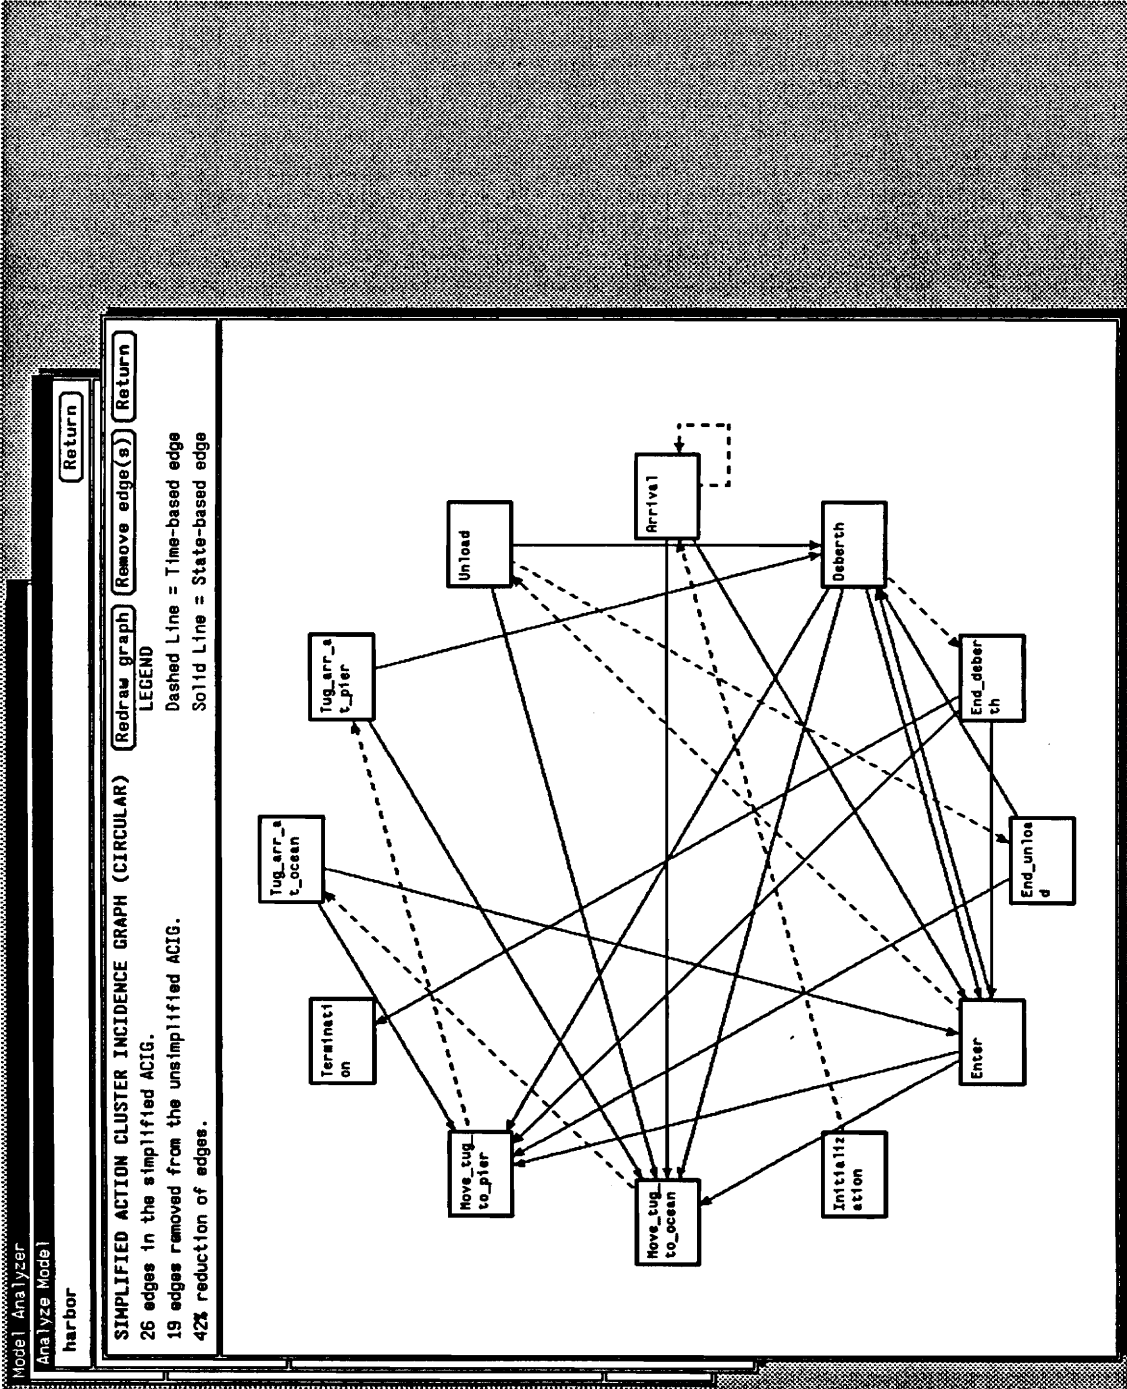 Model Analyzer
Analyze Model
harbor
Return
SIMPLIFIED ACTION CLUSTER INCIDENCE GRAPH (CIRCULAR)
Redraw graph
Remove edge(s)
Return
26 edges in the simplified ACIG.
19 edges removed from the unsimplified ACIG.
42% reduction of edges.
LEGEND
Dashed Line = Time-based edge
Solid Line = State-based edge
Tug_arr_a
t_ocean
Tug_arr_a
t_pier
Terminati
on
Unload
Move_tug_
to_pier
Arrival
Move_tug_
to_ocean
Deberth
Initializ
ation
End_deber
th
Enter
End_unloa
d